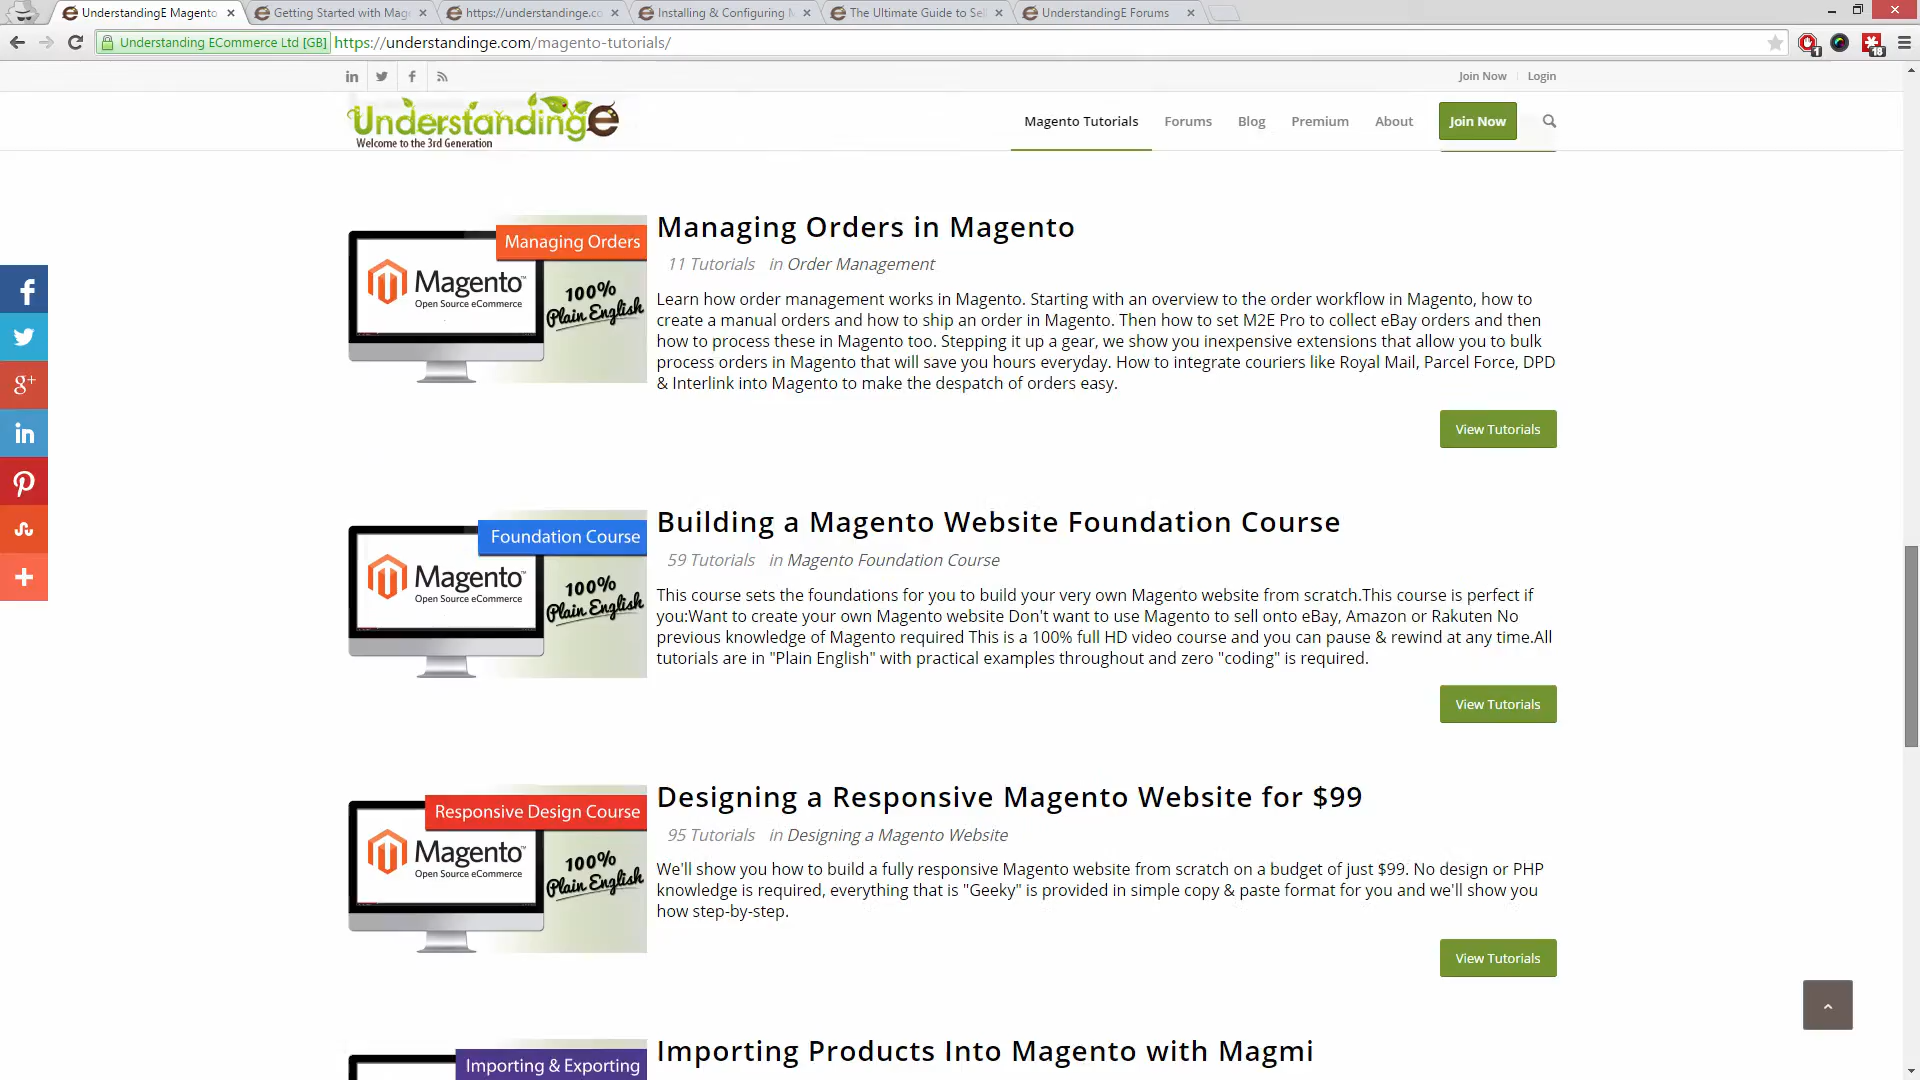 UnderstandingE Magento
Getting Started with Mag
https://understandinge.co
Installing & Configuring M
The Ultimate Guide to Sel
UnderstandingE Forums
Understanding ECommerce Ltd [GB]
https://understandinge.com/magento-tutorials/
1
18
Join Now
Login
UnderstandingE
Welcome to the 3rd Generation
Magento Tutorials
Forums
Blog
Premium
About
Join Now
Managing Orders
Magento™
Open Source eCommerce
100%
Plain English
Managing Orders in Magento
11 Tutorials in Order Management
Learn how order management works in Magento. Starting with an overview to the order workflow in Magento, how to
create a manual orders and how to ship an order in Magento. Then how to set M2E Pro to collect eBay orders and then
how to process these in Magento too. Stepping it up a gear, we show you inexpensive extensions that allow you to bulk
process orders in Magento that will save you hours everyday. How to integrate couriers like Royal Mail, Parcel Force, DPD
& Interlink into Magento to make the despatch of orders easy.
View Tutorials
Foundation Course
Magento™
Open Source eCommerce
100%
Plain English
Building a Magento Website Foundation Course
59 Tutorials in Magento Foundation Course
This course sets the foundations for you to build your very own Magento website from scratch.This course is perfect if
you:Want to create your own Magento website Don't want to use Magento to sell onto eBay, Amazon or Rakuten No
previous knowledge of Magento required This is a 100% full HD video course and you can pause & rewind at any time.All
tutorials are in "Plain English" with practical examples throughout and zero "coding" is required.
View Tutorials
Responsive Design Course
Magento™
Open Source eCommerce
100%
Plain English
Designing a Responsive Magento Website for $99
95 Tutorials in Designing a Magento Website
We'll show you how to build a fully responsive Magento website from scratch on a budget of just $99. No design or PHP
knowledge is required, everything that is "Geeky" is provided in simple copy & paste format for you and we'll show you
how step-by-step.
View Tutorials
Importing & Exporting
Importing Products Into Magento with Magmi